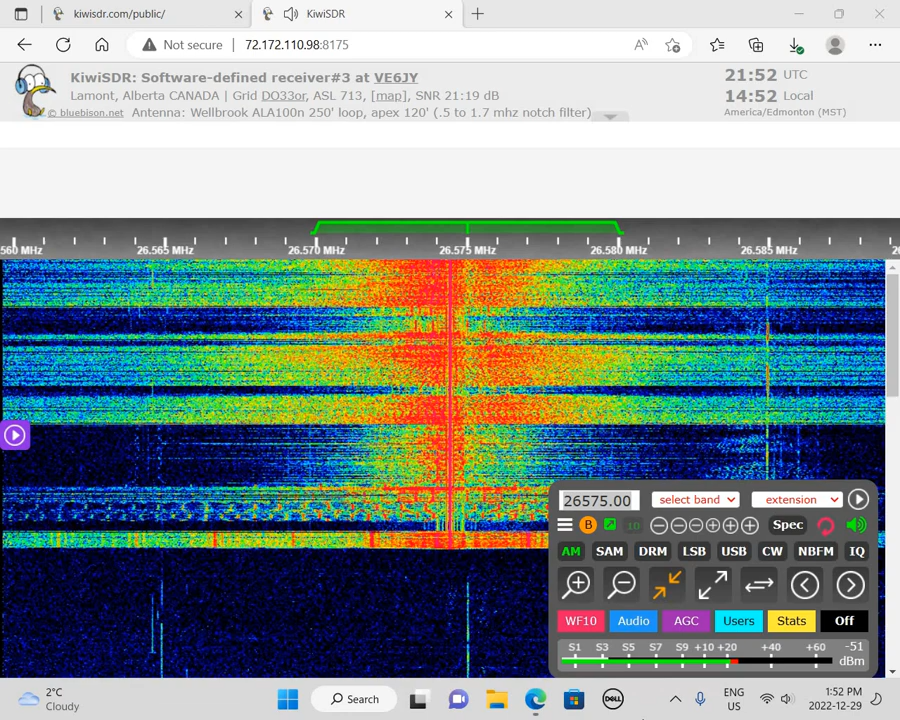 kiwisdr.com/public/
KiwiSDR
Not secure
72.172.110.98:8175
KiwiSDR: Software-defined receiver#3 at VE6JY
Lamont, Alberta CANADA | Grid DO33or, ASL 713, [map], SNR 21:19 dB
© bluebison.net Antenna: Wellbrook ALA100n 250' loop, apex 120' (.5 to 1.7 mhz notch filter)
21:52 UTC
14:52 Local
America/Edmonton (MST)
560 MHz 26.565 MHz 26.570 MHz 26.575 MHz 26.580 MHz 26.585 MHz 26
26575.00 select band extension
B 1D Spec
AM SAM DRM LSB USB CW NBFM IQ
WF10 Audio AGC Users Stats Off
S1 S3 S5 S7 S9 +10 +20 +40 +60 -51
dBm
2°C
Cloudy
Search
DELL
ENG
US
1:52 PM
2022-12-29